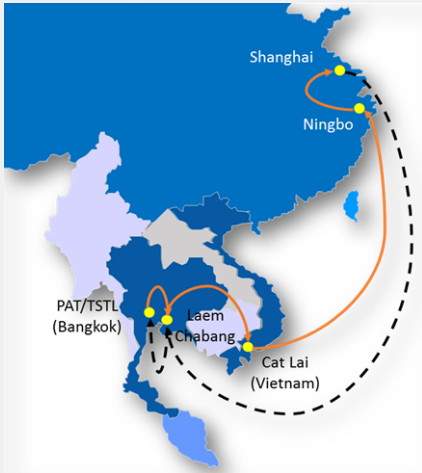 Shanghai
Ningbo
PAT/TSTL
(Bangkok)
Laem
Chabang
Cat Lai
(Vietnam)